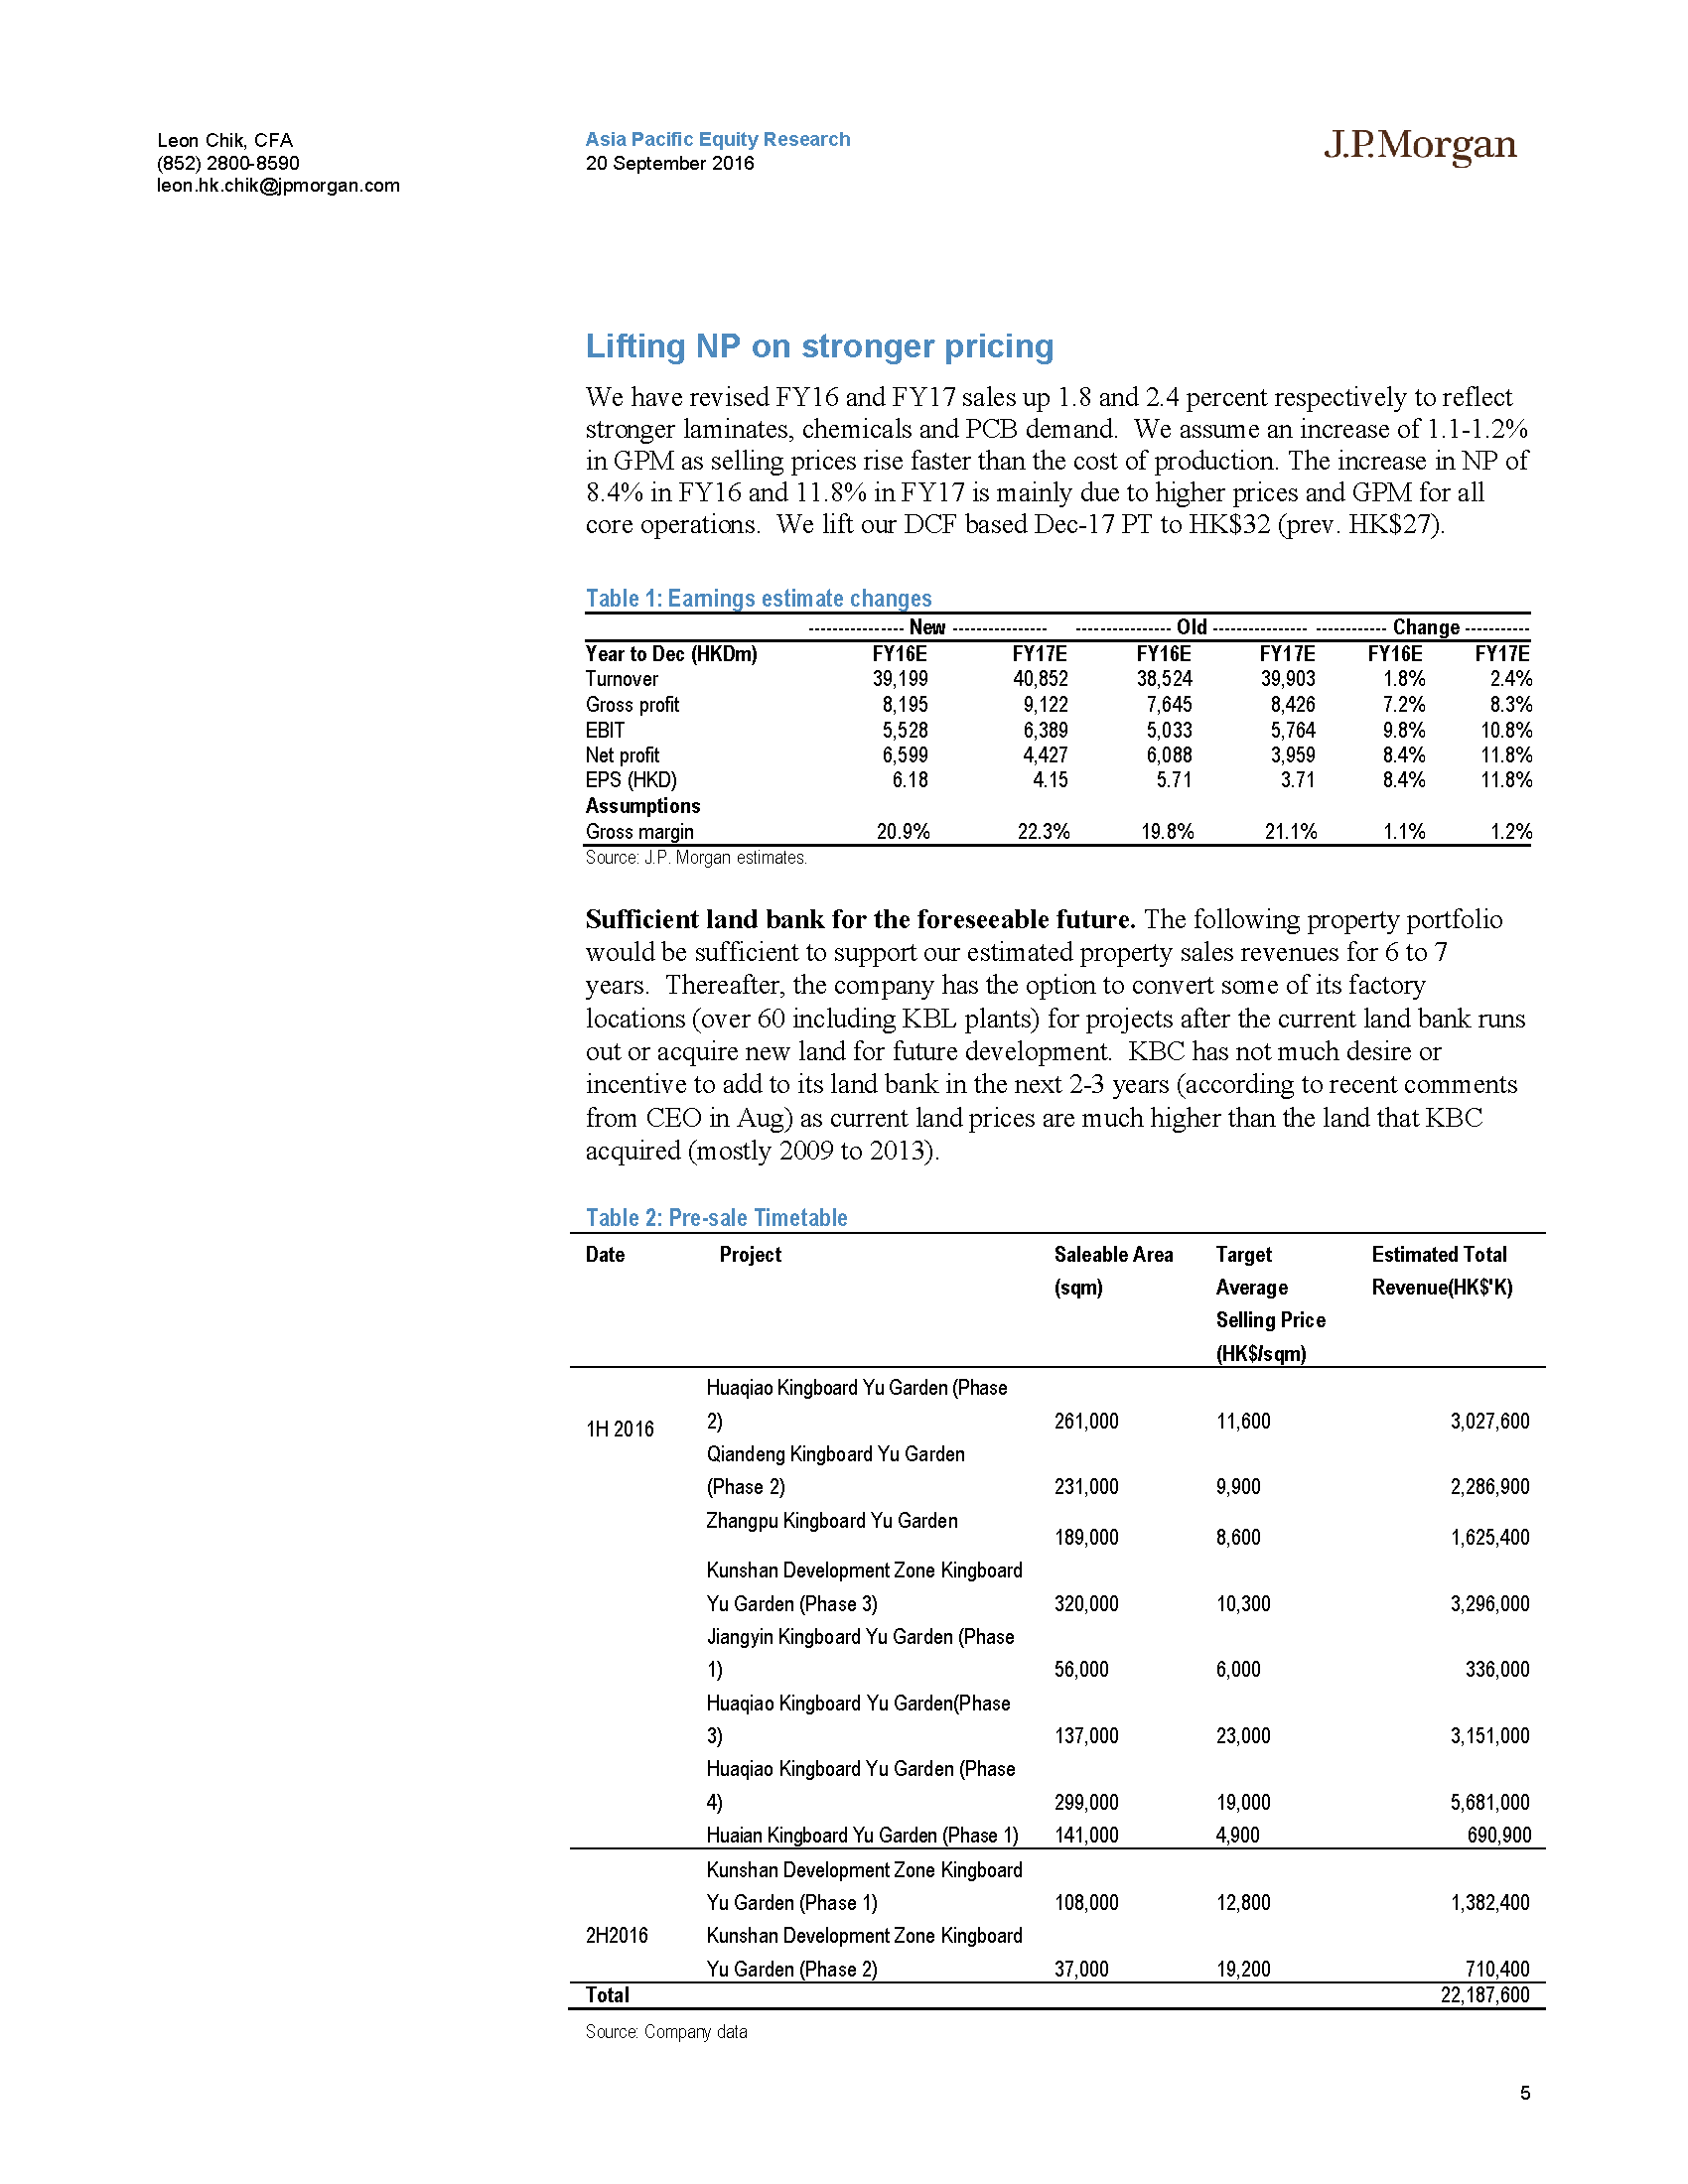 Leon Chik, CFA
(852) 2800-8590
leon.hk.chik@jpmorgan.com
Asia Pacific Equity Research
20 September 2016
J.P.Morgan
Lifting NP on stronger pricing
We have revised FY16 and FY17 sales up 1.8 and 2.4 percent respectively to reflect
stronger laminates, chemicals and PCB demand.  We assume an increase of 1.1-1.2%
in GPM as selling prices rise faster than the cost of production. The increase in NP of
8.4% in FY16 and 11.8% in FY17 is mainly due to higher prices and GPM for all
core operations.  We lift our DCF based Dec-17 PT to HK$32 (prev. HK$27).
Table 1: Earnings estimate changes
---------------- New ---------------- ---------------- Old ---------------- ------------ Change -----------
Year to Dec (HKDm) FY16E FY17E FY16E FY17E FY16E FY17E
Turnover 39,199 40,852 38,524 39,903 1.8% 2.4%
Gross profit 8,195 9,122 7,645 8,426 7.2% 8.3%
EBIT 5,528 6,389 5,033 5,764 9.8% 10.8%
Net profit 6,599 4,427 6,088 3,959 8.4% 11.8%
EPS (HKD) 6.18 4.15 5.71 3.71 8.4% 11.8%
Assumptions
Gross margin 20.9% 22.3% 19.8% 21.1% 1.1% 1.2%
Source: J.P. Morgan estimates.
Sufficient land bank for the foreseeable future. The following property portfolio
would be sufficient to support our estimated property sales revenues for 6 to 7
years.  Thereafter, the company has the option to convert some of its factory
locations (over 60 including KBL plants) for projects after the current land bank runs
out or acquire new land for future development.  KBC has not much desire or
incentive to add to its land bank in the next 2-3 years (according to recent comments
from CEO in Aug) as current land prices are much higher than the land that KBC
acquired (mostly 2009 to 2013).
Table 2: Pre-sale Timetable
Date Project Saleable Area Target Estimated Total
(sqm) Average Revenue(HK$'K)
Selling Price
(HK$/sqm)
Huaqiao Kingboard Yu Garden (Phase
1H 2016 2) 261,000 11,600 3,027,600
Qiandeng Kingboard Yu Garden
(Phase 2) 231,000 9,900 2,286,900
Zhangpu Kingboard Yu Garden 189,000 8,600 1,625,400
Kunshan Development Zone Kingboard
Yu Garden (Phase 3) 320,000 10,300 3,296,000
Jiangyin Kingboard Yu Garden (Phase
1) 56,000 6,000 336,000
Huaqiao Kingboard Yu Garden(Phase
3) 137,000 23,000 3,151,000
Huaqiao Kingboard Yu Garden (Phase
4) 299,000 19,000 5,681,000
Huaian Kingboard Yu Garden (Phase 1) 141,000 4,900 690,900
Kunshan Development Zone Kingboard
Yu Garden (Phase 1) 108,000 12,800 1,382,400
2H2016 Kunshan Development Zone Kingboard
Yu Garden (Phase 2) 37,000 19,200 710,400
Total 22,187,600
Source: Company data
5